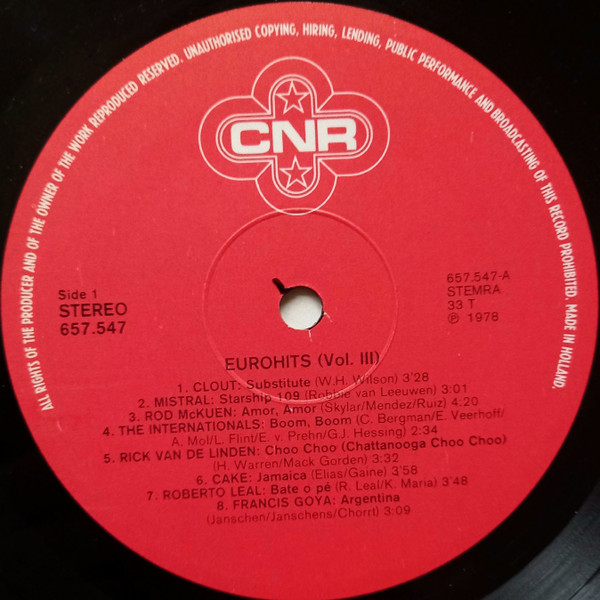 ALL RIGHTS OF THE PRODUCER AND OF THE OWNER OF THE WORK REPRODUCED RESERVED. UNAUTHORISED COPYING, HIRING, LENDING, PUBLIC PERFORMANCE AND BROADCASTING OF THIS RECORD PROHIBITED. MADE IN HOLLAND.
CNR
Side 1
STEREO
657.547
657.547-A
STEMRA
33 T
℗ 1978
EUROHITS (Vol. III)
1. CLOUT: Substitute (W.H. Wilson) 3'28
2. MISTRAL: Starship 109 (Robbie van Leeuwen) 3:01
3. ROD McKUEN: Amor, Amor (Skylar/Mendez/Ruiz) 4.20
4. THE INTERNATIONALS: Boom, Boom (C. Bergman/E. Veerhoff/
A. Mol/L. Flint/E. v. Prehn/G.J. Hessing) 2:34
5. RICK VAN DE LINDEN: Choo Choo (Chattanooga Choo Choo)
(H. Warren/Mack Gorden) 3:32
6. CAKE: Jamaica (Elias/Gaine) 3'58
7. ROBERTO LEAL: Bate o pé (R. Leal/K. Maria) 3'48
8. FRANCIS GOYA: Argentina
(Janschen/Janschens/Chorrt) 3:09